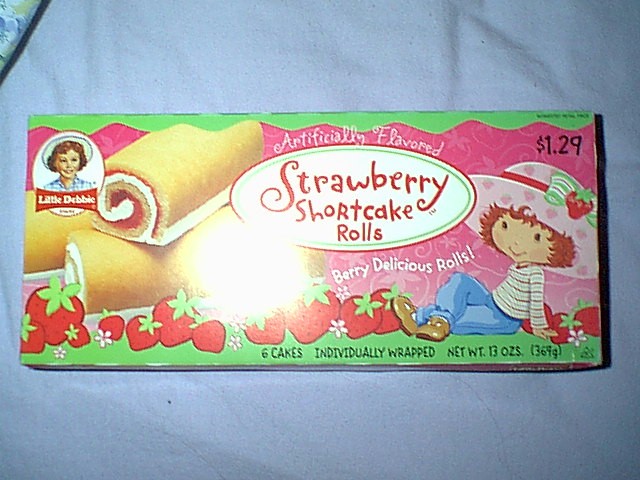 Artificially Flavored
$1.29
Little Debbie
Strawberry
Shortcake™
Rolls
Berry Delicious Rolls!
6 CAKES INDIVIDUALLY WRAPPED NET WT. 13 OZS. (369g)